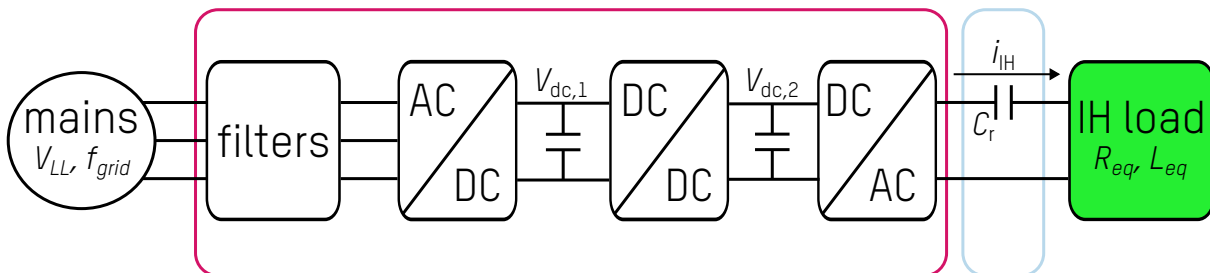 mains
V_LL, f_grid
filters
AC
DC
V_dc,1
DC
DC
V_dc,2
DC
AC
i_IH
C_r
IH load
R_eq, L_eq